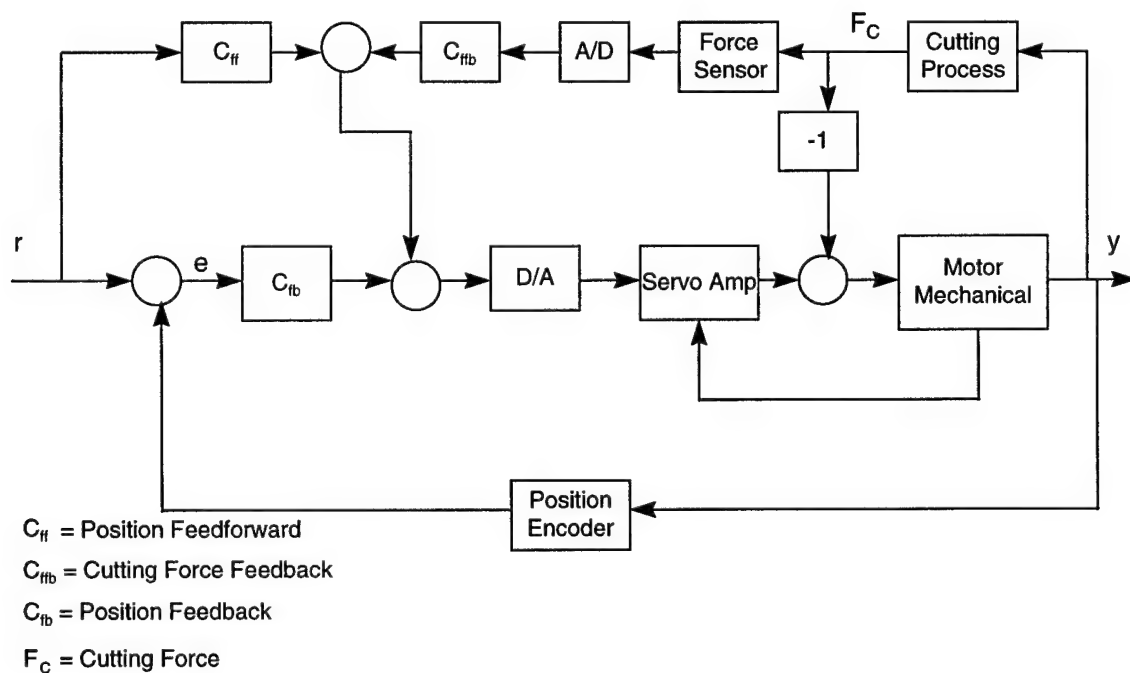 C_ff
C_ffb
A/D
Force
Sensor
F_C
Cutting
Process
-1
r
e
C_fb
D/A
Servo Amp
Motor
Mechanical
y
Position
Encoder
C_ff = Position Feedforward
C_ffb = Cutting Force Feedback
C_fb = Position Feedback
F_C = Cutting Force